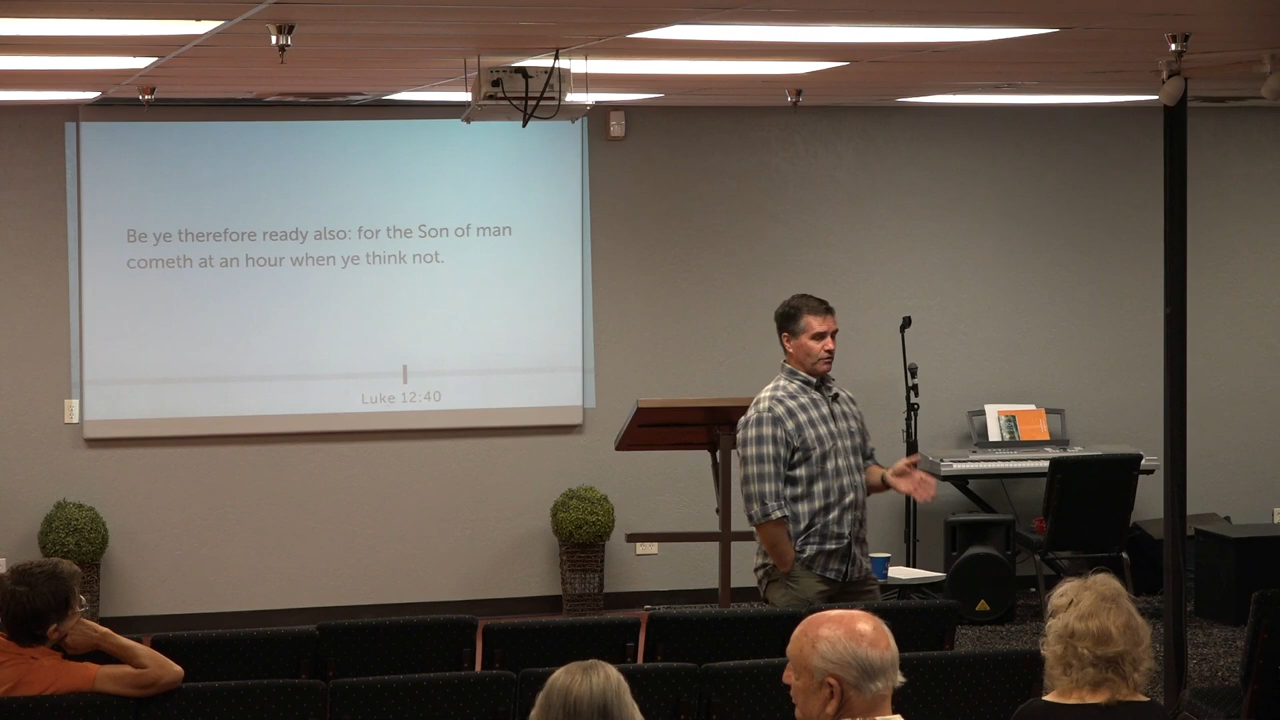 Be ye therefore ready also: for the Son of man
cometh at an hour when ye think not.
Luke 12:40